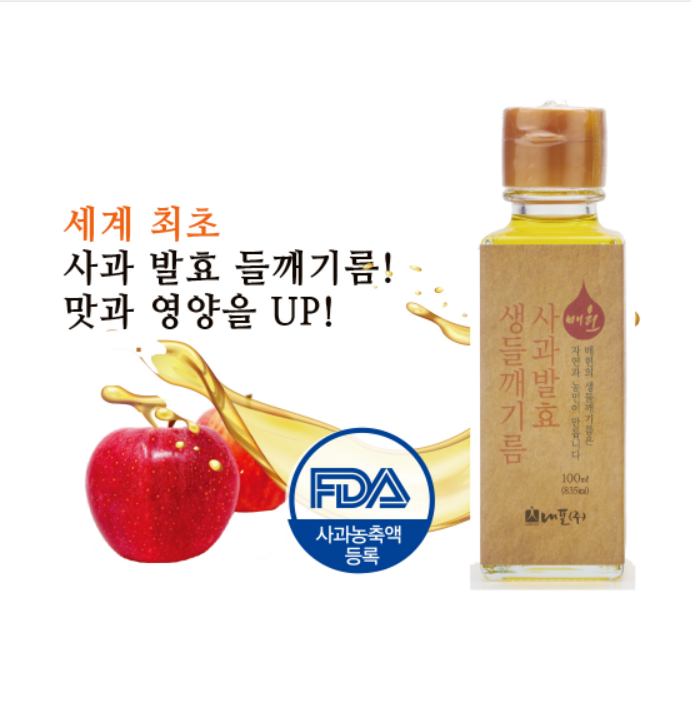 세계 최초
사과 발효 들깨기름!
맛과 영양을 UP!
FDA
사과농축액
등록
사과발효
생들깨기름
자연과 농민이 만듭니다
100㎖